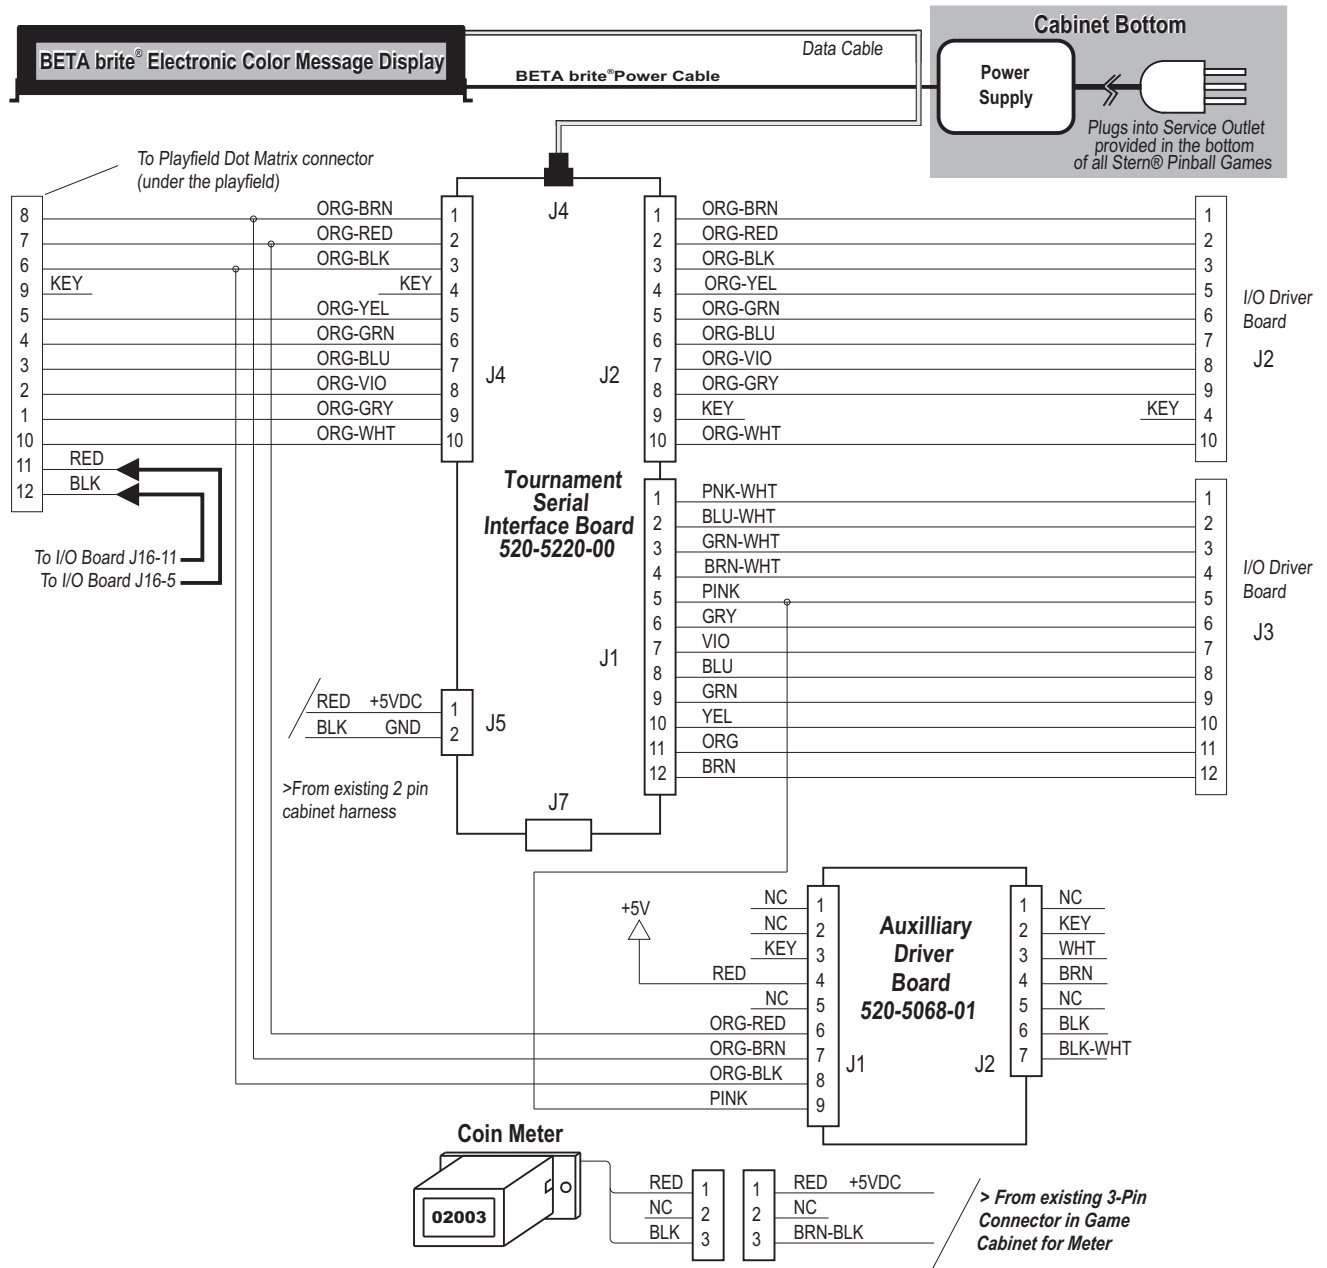 Cabinet Bottom
BETA brite® Electronic Color Message Display
Data Cable
BETA brite®Power Cable
Power
Supply
Plugs into Service Outlet
provided in the bottom
of all Stern® Pinball Games
To Playfield Dot Matrix connector
(under the playfield)
8 ORG-BRN 1
7 ORG-RED 2
6 ORG-BLK 3
9 KEY KEY 4
5 ORG-YEL 5
4 ORG-GRN 6
3 ORG-BLU 7
2 ORG-VIO 8
1 ORG-GRY 9
10 ORG-WHT 10
11 RED
12 BLK
To I/O Board J16-11
To I/O Board J16-5
J4
J4
J2
1 ORG-BRN 1
2 ORG-RED 2
3 ORG-BLK 3
4 ORG-YEL 5
5 ORG-GRN 6
6 ORG-BLU 7
7 ORG-VIO 8
8 ORG-GRY 9
9 KEY KEY 4
10 ORG-WHT 10
I/O Driver
Board
J2
Tournament
Serial
Interface Board
520-5220-00
J1
1 PNK-WHT 1
2 BLU-WHT 2
3 GRN-WHT 3
4 BRN-WHT 4
5 PINK 5
6 GRY 6
7 VIO 7
8 BLU 8
9 GRN 9
10 YEL 10
11 ORG 11
12 BRN 12
I/O Driver
Board
J3
RED +5VDC 1
BLK GND 2
J5
>From existing 2 pin
cabinet harness
J7
+5V
NC 1
NC 2
KEY 3
RED 4
NC 5
ORG-RED 6
ORG-BRN 7
ORG-BLK 8
PINK 9
J1
Auxilliary
Driver
Board
520-5068-01
J2
1 NC
2 KEY
3 WHT
4 BRN
5 NC
6 BLK
7 BLK-WHT
Coin Meter
02003
RED 1
NC 2
BLK 3
1 RED +5VDC
2 NC
3 BRN-BLK
> From existing 3-Pin
Connector in Game
Cabinet for Meter